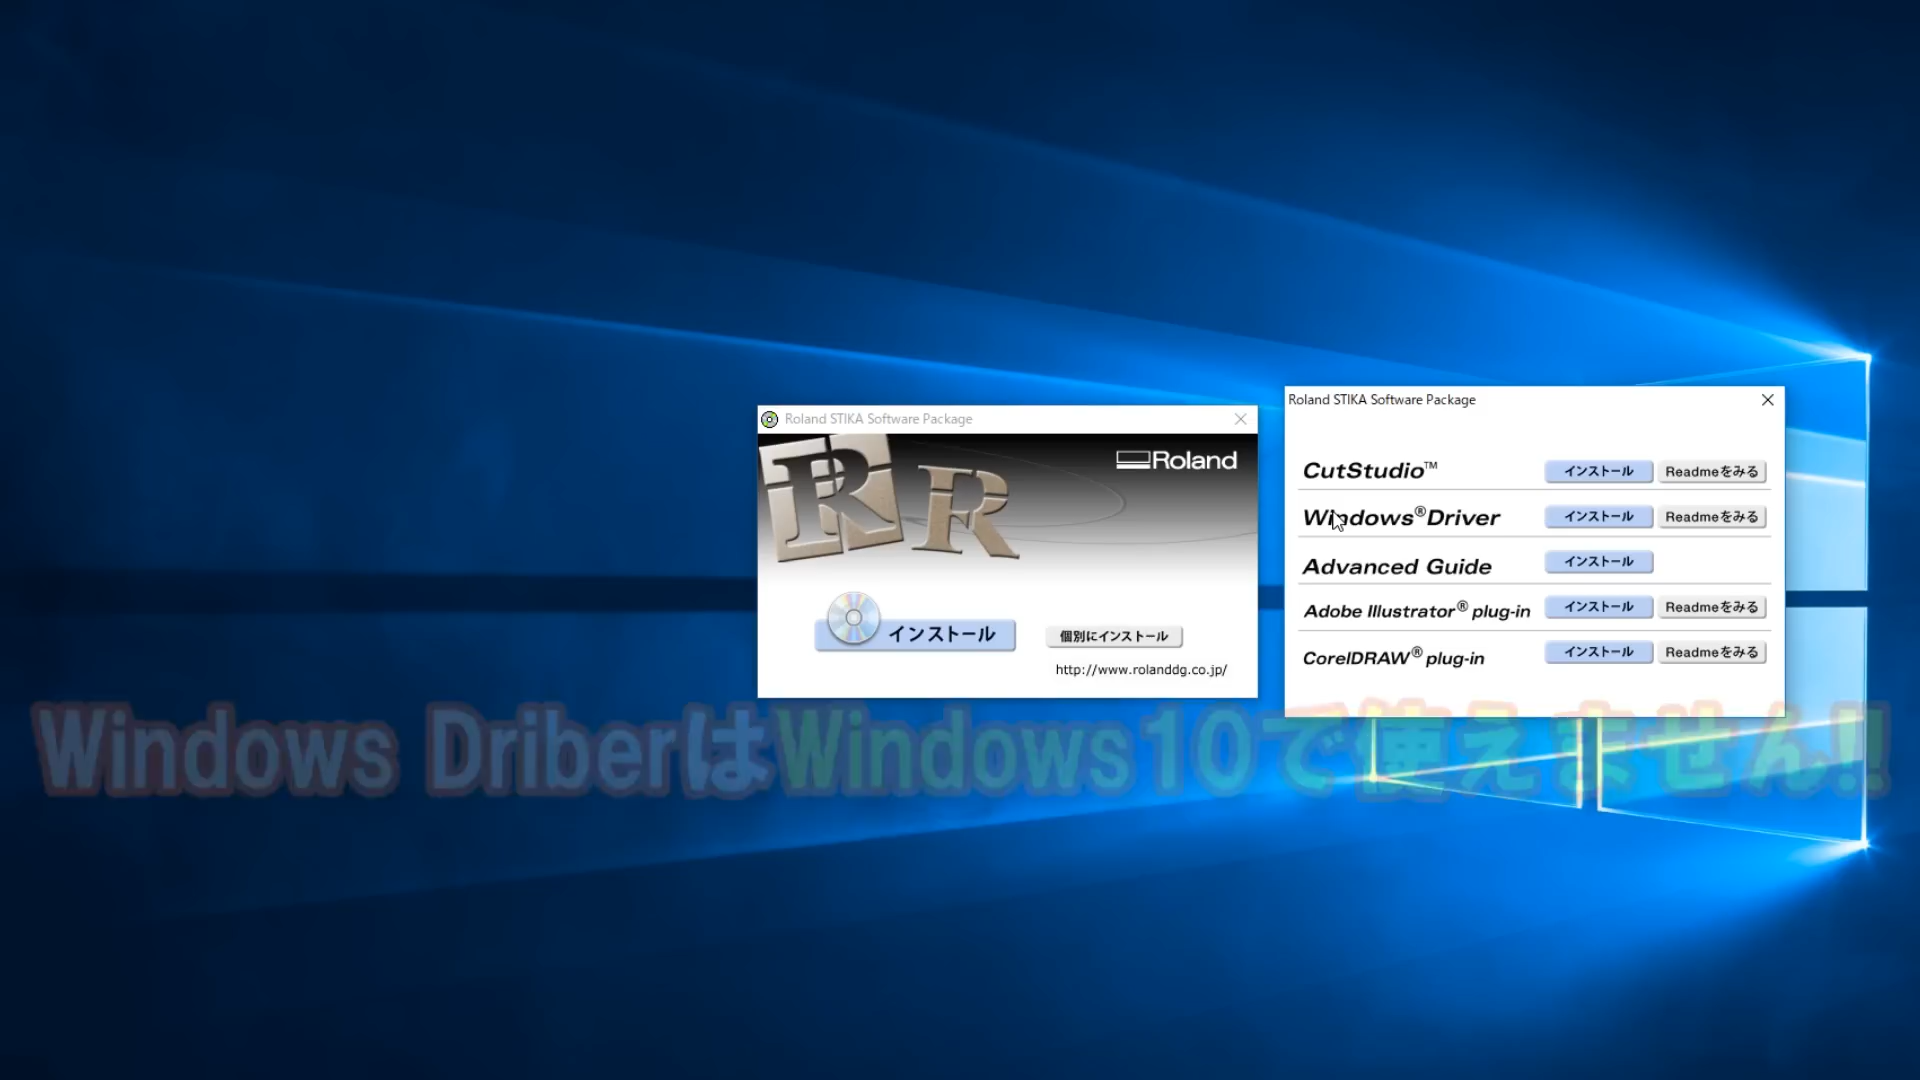 Roland STIKA Software Package
Roland
R R
インストール
個別にインストール
http://www.rolanddg.co.jp/
Roland STIKA Software Package
CutStudio™ インストール Readmeをみる
Windows®Driver インストール Readmeをみる
Advanced Guide インストール
Adobe Illustrator® plug-in インストール Readmeをみる
CorelDRAW® plug-in インストール Readmeをみる
Windows DriberはWindows10で使えません!!